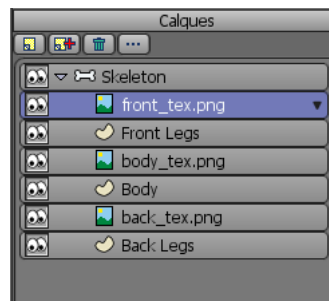 Calques
Skeleton
front_tex.png
Front Legs
body_tex.png
Body
back_tex.png
Back Legs